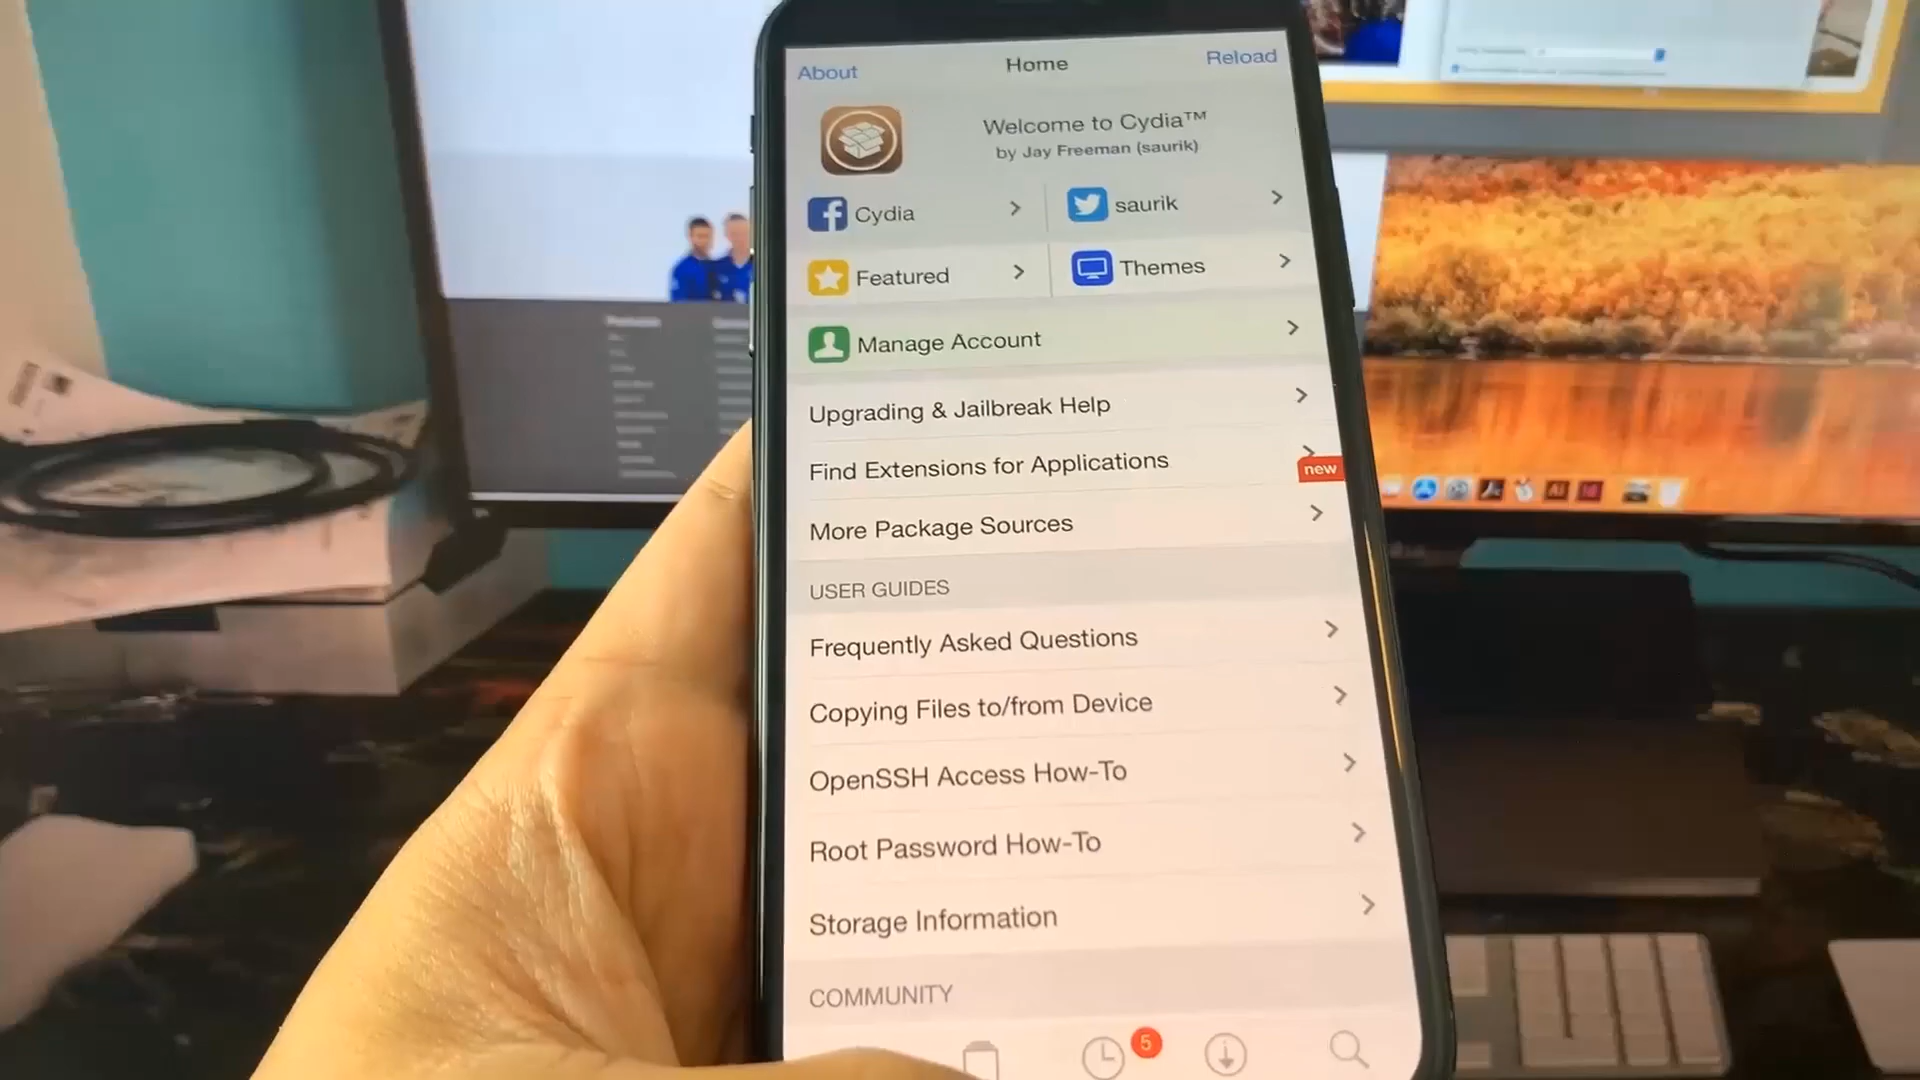 About
Home
Reload
Welcome to Cydia™
by Jay Freeman (saurik)
Cydia
saurik
Featured
Themes
Manage Account
Upgrading & Jailbreak Help
Find Extensions for Applications
new
More Package Sources
USER GUIDES
Frequently Asked Questions
Copying Files to/from Device
OpenSSH Access How-To
Root Password How-To
Storage Information
COMMUNITY
5
Ai